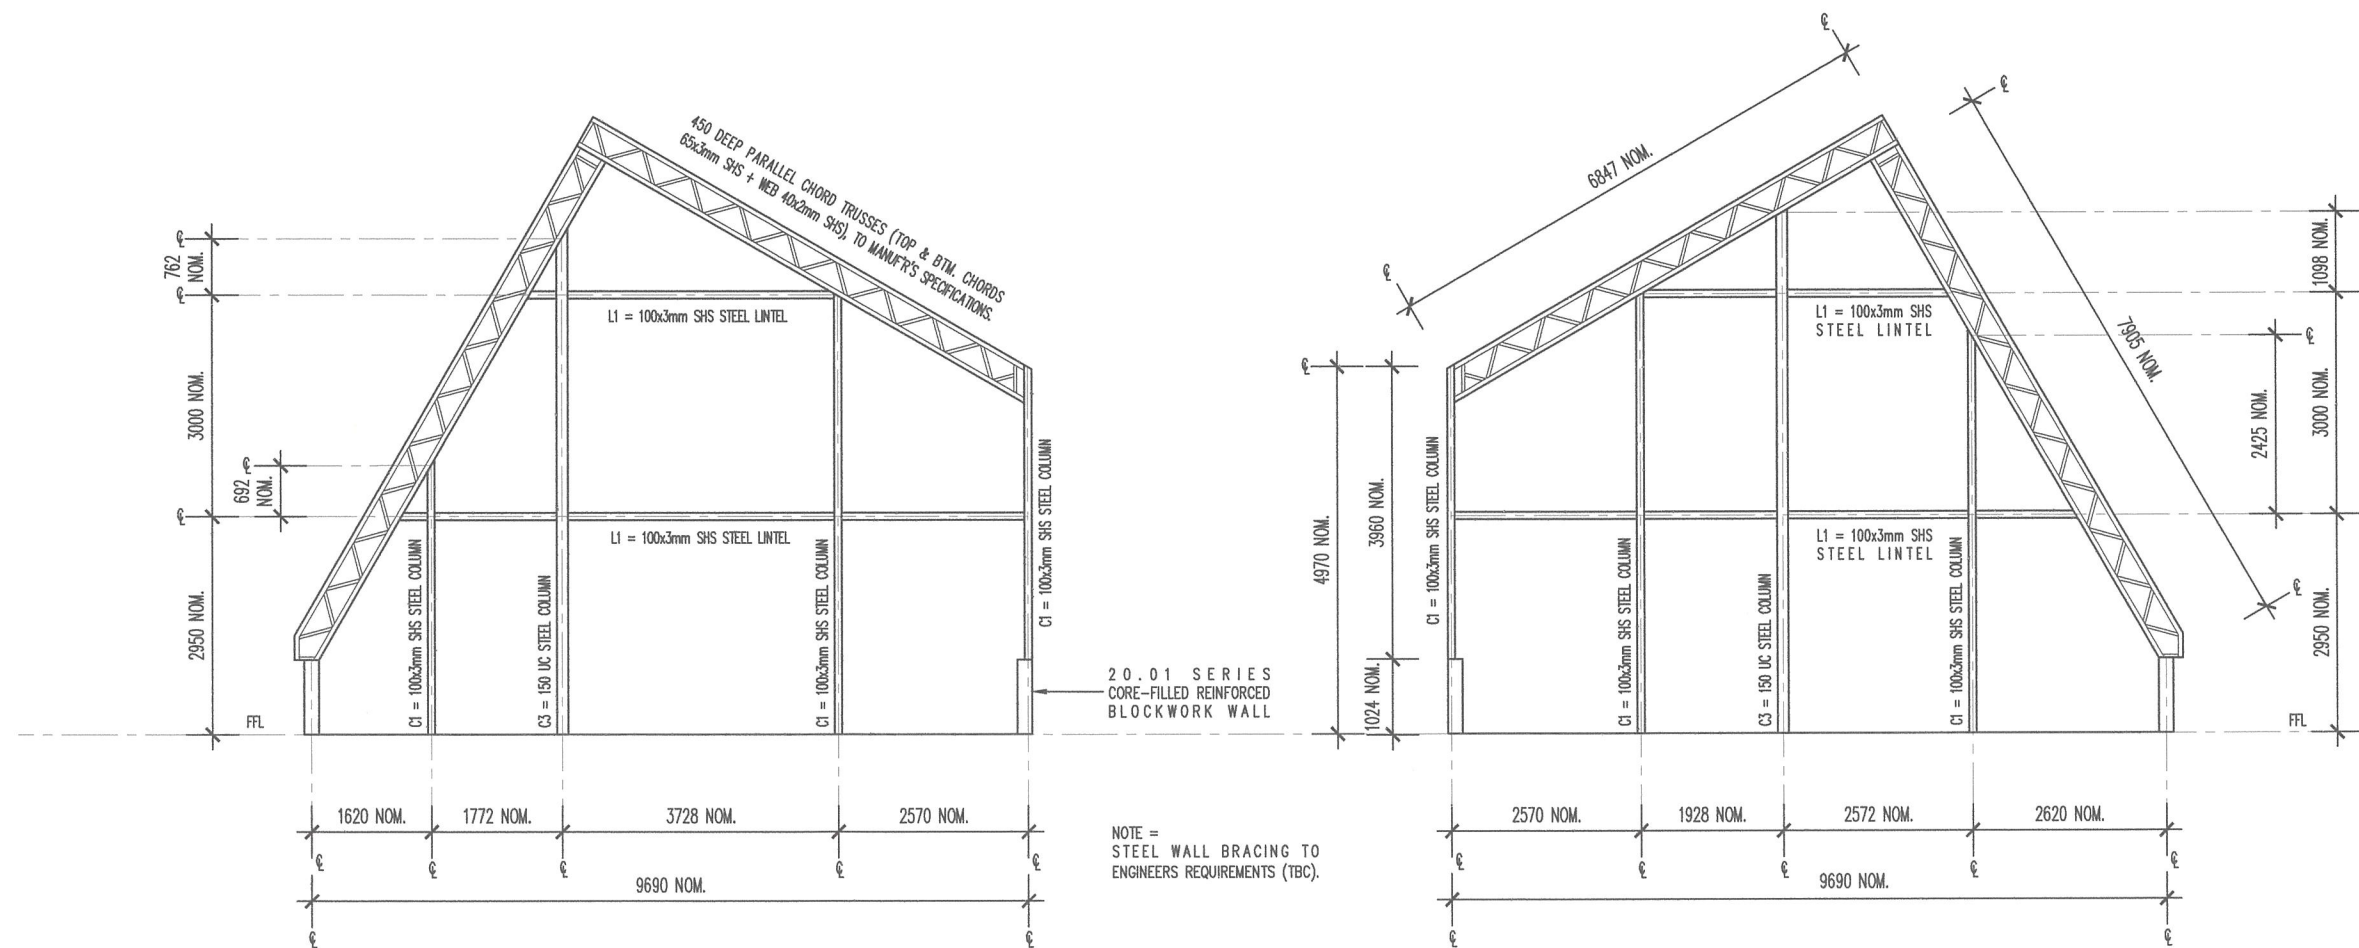 450 DEEP PARALLEL CHORD TRUSSES (TOP & BTM. CHORDS
65x3mm SHS + WEB 40x2mm SHS), TO MANUF'R'S SPECIFICATIONS.
℄
762
NOM.
℄
3000 NOM.
℄
692
NOM.
℄
2950 NOM.
FFL
L1 = 100x3mm SHS STEEL LINTEL
L1 = 100x3mm SHS STEEL LINTEL
C1 = 100x3mm SHS STEEL COLUMN
C3 = 150 UC STEEL COLUMN
C1 = 100x3mm SHS STEEL COLUMN
C1 = 100x3mm SHS STEEL COLUMN
20.01 SERIES
CORE-FILLED REINFORCED
BLOCKWORK WALL
1620 NOM.
1772 NOM.
3728 NOM.
2570 NOM.
℄
℄
℄
℄
℄
9690 NOM.
℄
℄
NOTE =
STEEL WALL BRACING TO
ENGINEERS REQUIREMENTS (TBC).
℄
6847 NOM.
℄
℄
7905 NOM.
℄
℄
4970 NOM.
3960 NOM.
1024 NOM.
L1 = 100x3mm SHS
STEEL LINTEL
L1 = 100x3mm SHS
STEEL LINTEL
C1 = 100x3mm SHS STEEL COLUMN
C1 = 100x3mm SHS STEEL COLUMN
C3 = 150 UC STEEL COLUMN
C1 = 100x3mm SHS STEEL COLUMN
1098 NOM.
℄
3000 NOM.
2425 NOM.
2950 NOM.
FFL
2570 NOM.
1928 NOM.
2572 NOM.
2620 NOM.
℄
℄
℄
℄
℄
9690 NOM.
℄
℄